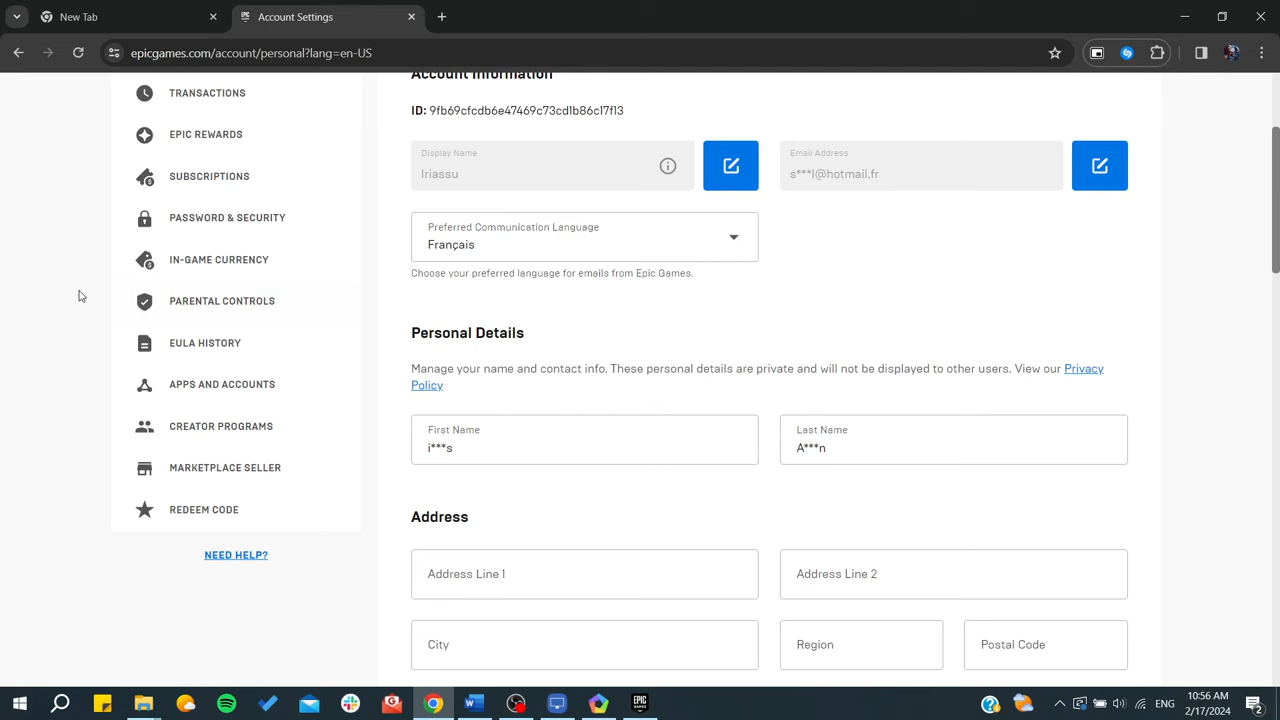 New Tab
Account Settings
epicgames.com/account/personal?lang=en-US
TRANSACTIONS
EPIC REWARDS
SUBSCRIPTIONS
PASSWORD & SECURITY
IN-GAME CURRENCY
PARENTAL CONTROLS
EULA HISTORY
APPS AND ACCOUNTS
CREATOR PROGRAMS
MARKETPLACE SELLER
REDEEM CODE
NEED HELP?
Account Information
ID: 9fb69cfcdb6e47469c73cd1b86c17f13
Display Name
Iriassu
Email Address
s***l@hotmail.fr
Preferred Communication Language
Français
Choose your preferred language for emails from Epic Games.
Personal Details
Manage your name and contact info. These personal details are private and will not be displayed to other users. View our Privacy
Policy
First Name
i***s
Last Name
A***n
Address
Address Line 1
Address Line 2
City
Region
Postal Code
EPIC
GAMES
ENG
10:56 AM
2/17/2024
2